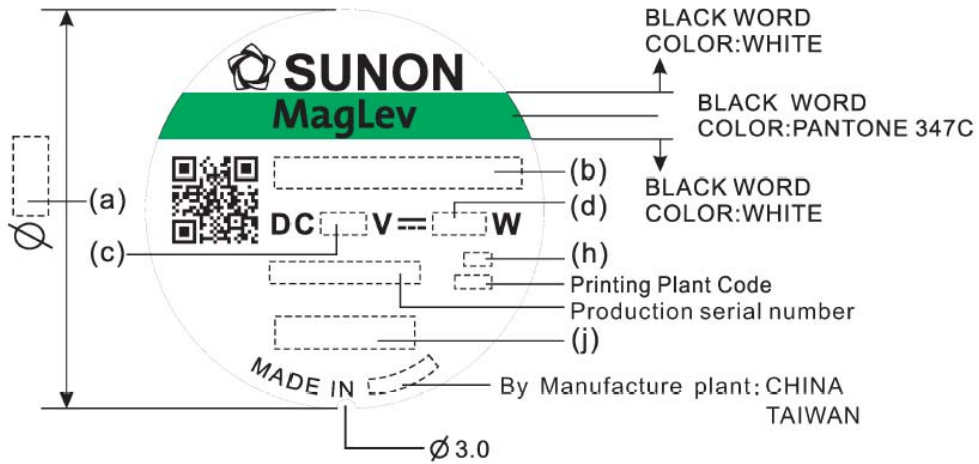 BLACK WORD
COLOR:WHITE
SUNON
MagLev
BLACK WORD
COLOR:PANTONE 347C
BLACK WORD
COLOR:WHITE
(a)
(b)
DC V W
(d)
(c)
(h)
Printing Plant Code
Production serial number
(j)
MADE IN
By Manufacture plant: CHINA
TAIWAN
Ø
Ø 3.0